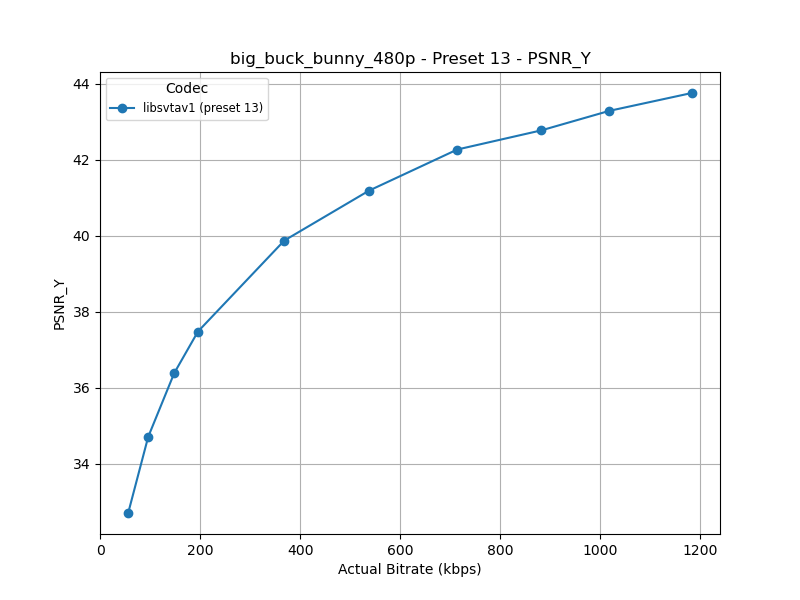 big_buck_bunny_480p - Preset 13 - PSNR_Y
Codec
libsvtav1 (preset 13)
44
42
40
38
36
34
PSNR_Y
0 200 400 600 800 1000 1200
Actual Bitrate (kbps)